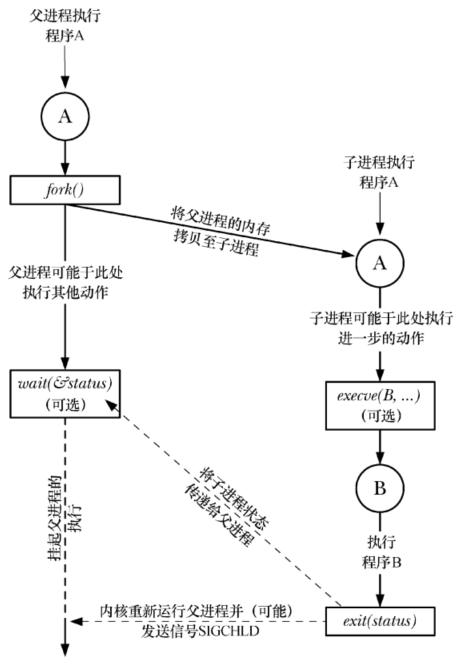 父进程执行
程序A
A
fork()
将父进程的内存
拷贝至子进程
子进程执行
程序A
A
父进程可能于此处
执行其他动作
子进程可能于此处执行
进一步的动作
wait(&status)
(可选)
execve(B, ...)
(可选)
B
将子进程状态
传递给父进程
挂起父进程的
执行
执行
程序B
内核重新运行父进程并（可能）
发送信号SIGCHLD
exit(status)